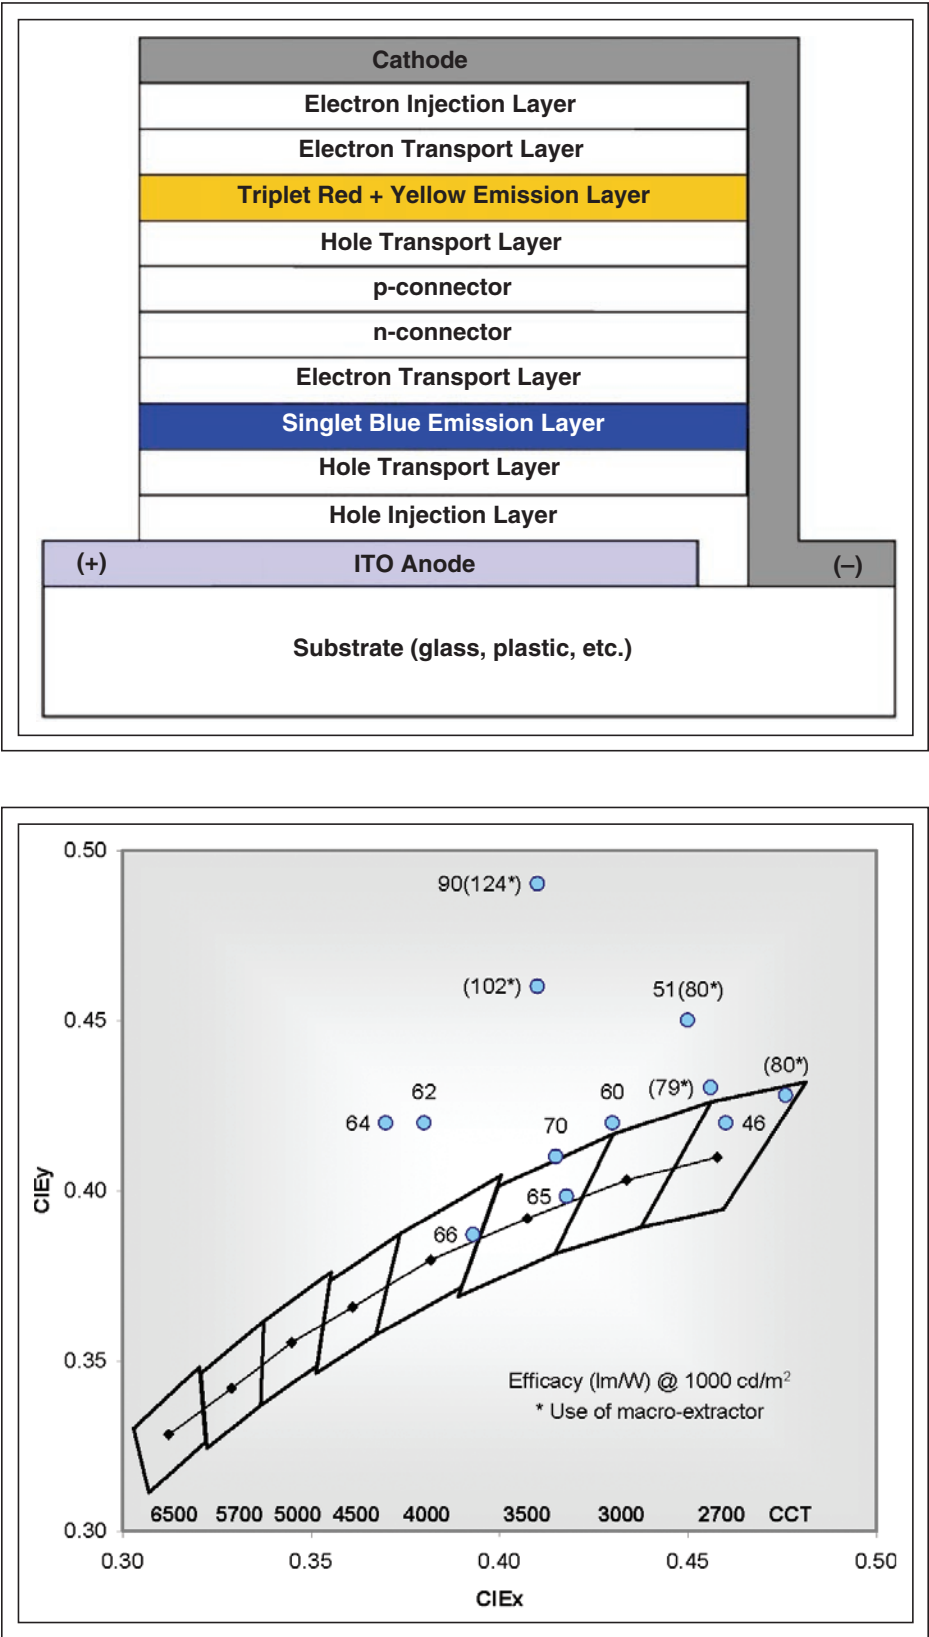 Cathode
Electron Injection Layer
Electron Transport Layer
Triplet Red + Yellow Emission Layer
Hole Transport Layer
p-connector
n-connector
Electron Transport Layer
Singlet Blue Emission Layer
Hole Transport Layer
Hole Injection Layer
(+) ITO Anode (–)
Substrate (glass, plastic, etc.)
0.50
90(124*)
(102*) 51(80*)
0.45
(80*)
62 60 (79*)
64 70 46
0.40
CIEy
65
66
0.35
Efficacy (lm/W) @ 1000 cd/m²
* Use of macro-extractor
6500 5700 5000 4500 4000 3500 3000 2700 CCT
0.30
0.30 0.35 0.40 0.45 0.50
CIEx